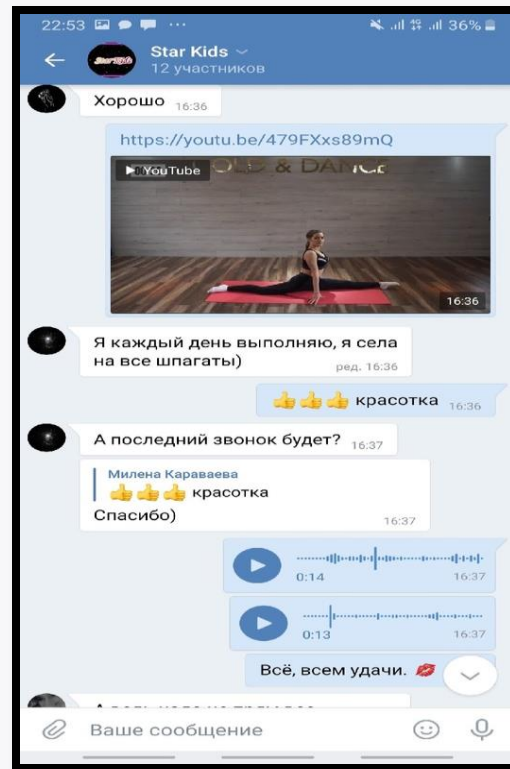 22:53 36%
Star Kids
12 участников
Хорошо 16:36
https://youtu.be/479FXxs89mQ
YouTube
OLD & DANCE
16:36
Я каждый день выполняю, я села
на все шпагаты)
ред. 16:36
👍👍👍 красотка 16:36
А последний звонок будет? 16:37
Милена Караваева
👍👍👍 красотка
Спасибо)
16:37
0:14 16:37
0:13 16:37
Всё, всем удачи. 💋
Ваше сообщение